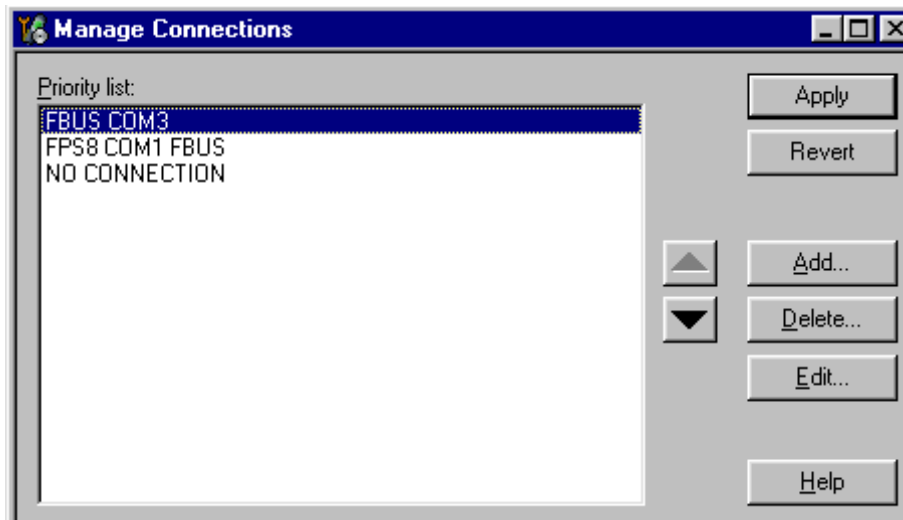 Manage Connections
Priority list:
FBUS COM3
FPS8 COM1 FBUS
NO CONNECTION
Apply
Revert
Add...
Delete...
Edit...
Help